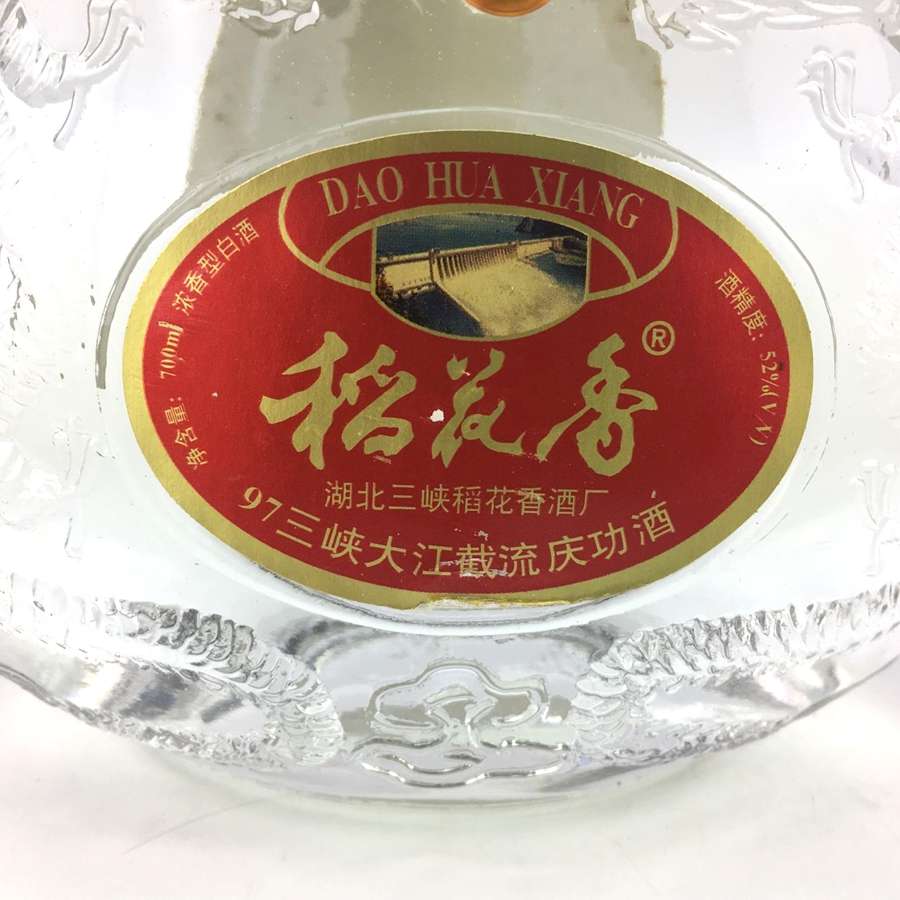 DAO HUA XIANG
净含量: 700ml 浓香型白酒
酒精度: 52%(V/V)
稻花香®
湖北三峡稻花香酒厂
97三峡大江截流庆功酒